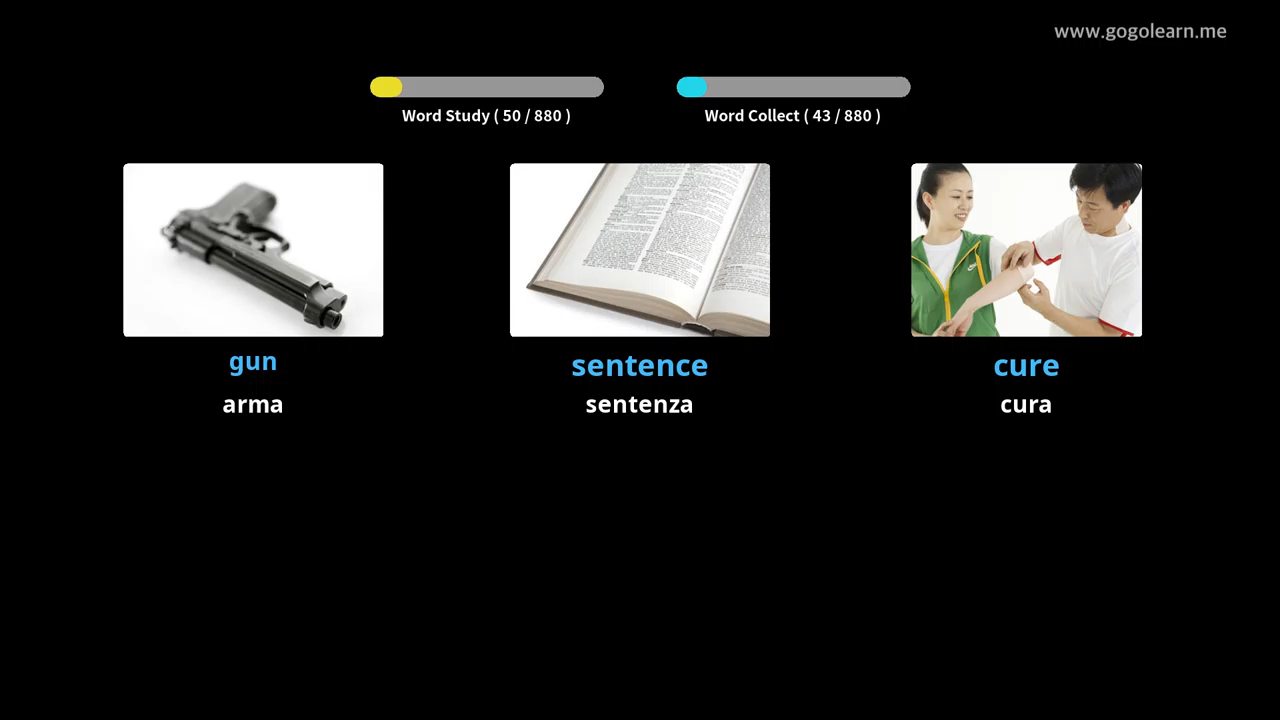 www.gogolearn.me
Word Study ( 50 / 880 )
Word Collect ( 43 / 880 )
gun
arma
sentence
sentenza
cure
cura